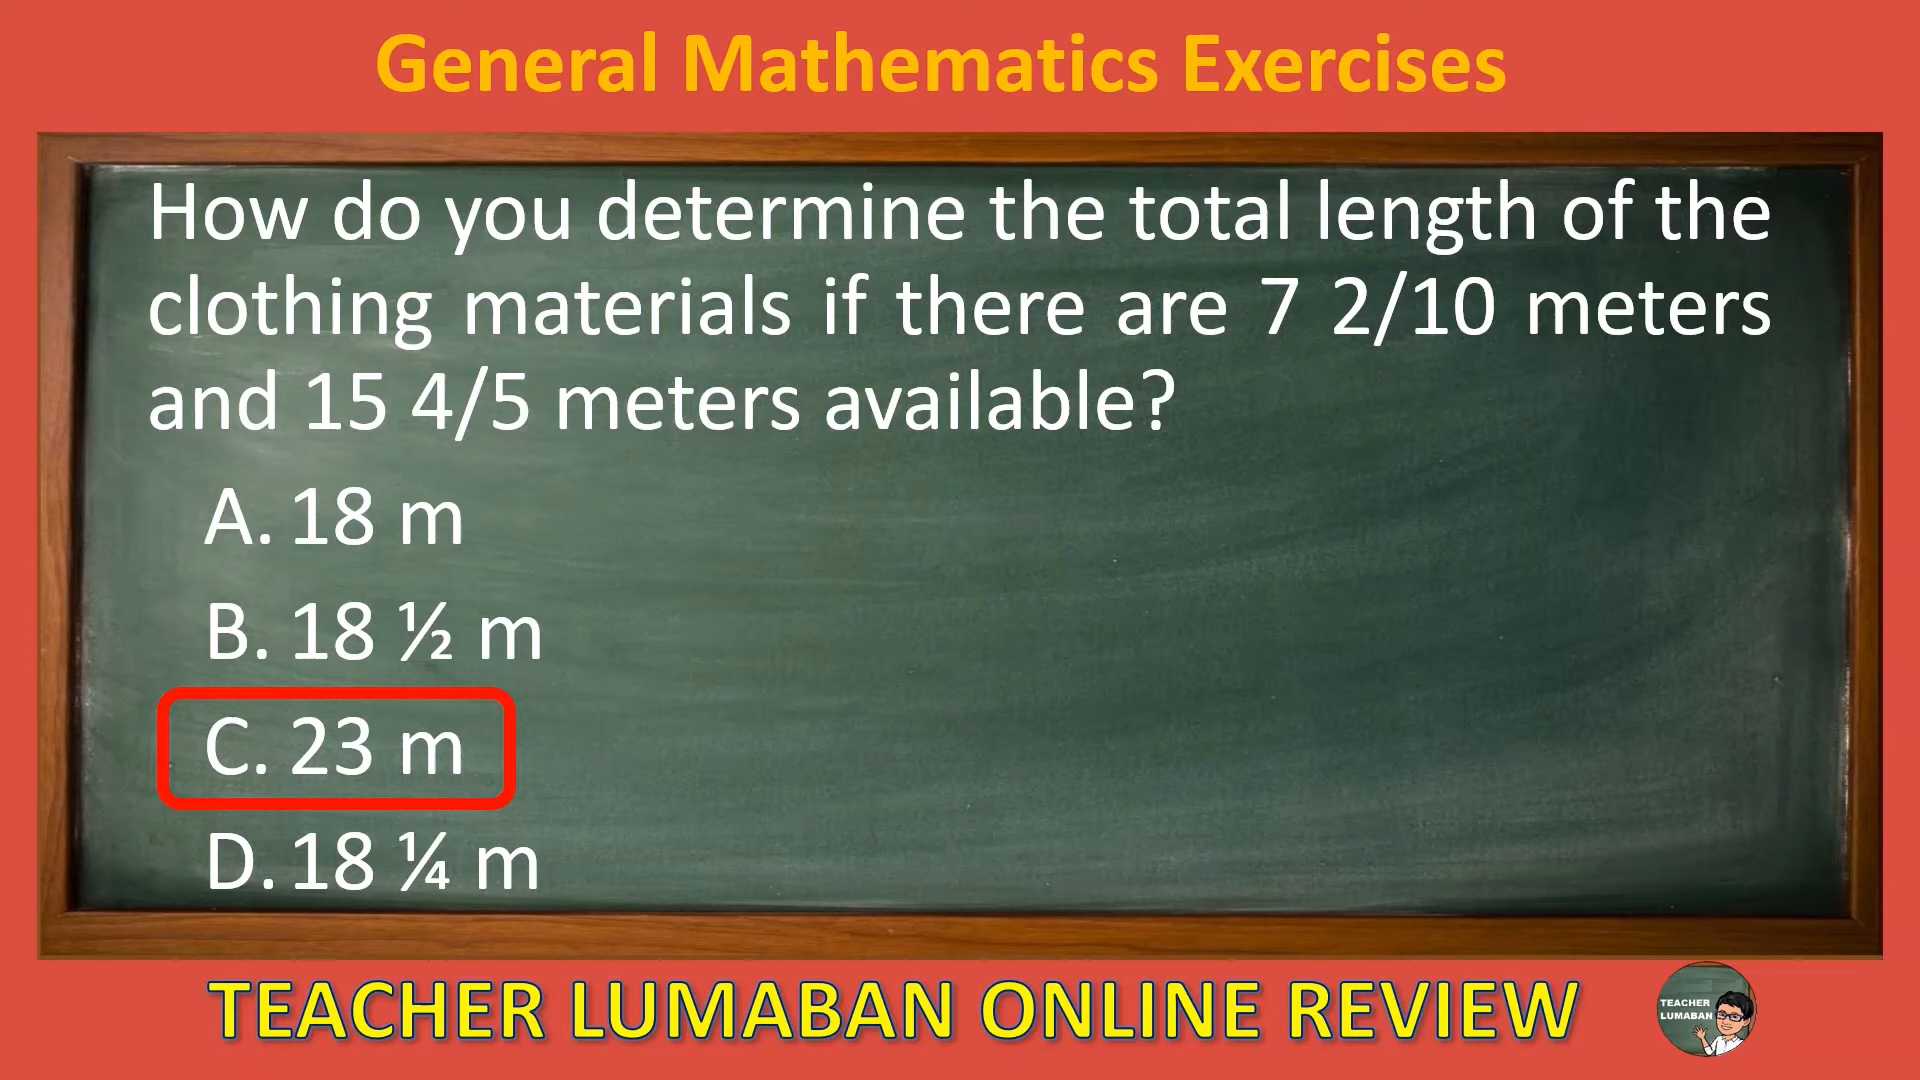 General Mathematics Exercises
How do you determine the total length of the
clothing materials if there are 7 2/10 meters
and 15 4/5 meters available?
A. 18 m
B. 18 ½ m
C. 23 m
D. 18 ¼ m
TEACHER LUMABAN ONLINE REVIEW
TEACHER
LUMABAN